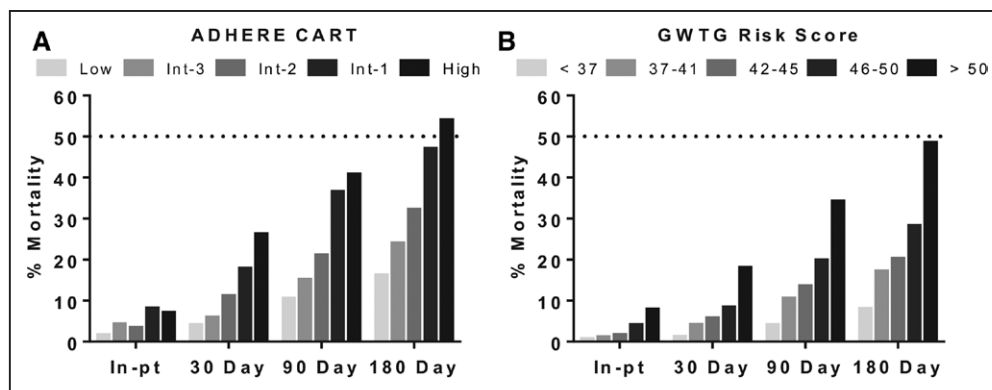 A
ADHERE CART
Low Int-3 Int-2 Int-1 High
% Mortality
60
50
40
30
20
10
0
In-pt 30 Day 90 Day 180 Day
B
GWTG Risk Score
< 37 37-41 42-45 46-50 > 50
% Mortality
60
50
40
30
20
10
0
In-pt 30 Day 90 Day 180 Day